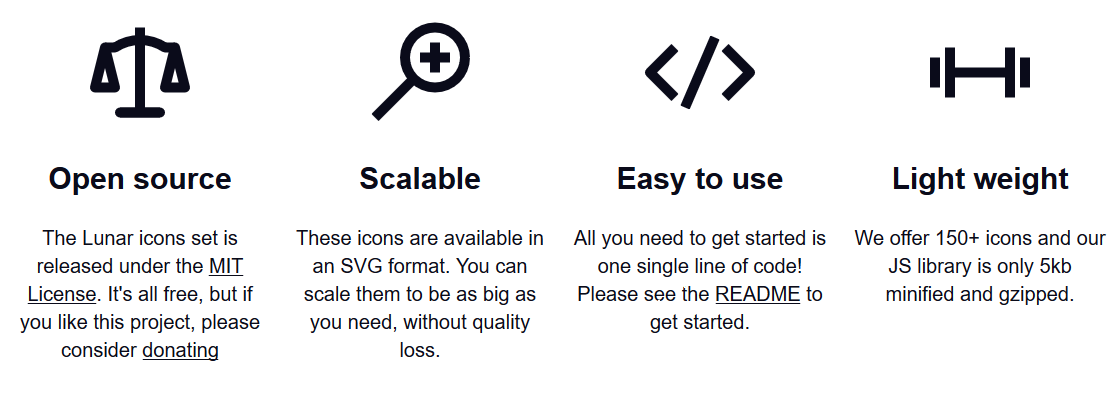 Open source
The Lunar icons set is
released under the MIT
License. It's all free, but if
you like this project, please
consider donating
Scalable
These icons are available in
an SVG format. You can
scale them to be as big as
you need, without quality
loss.
Easy to use
All you need to get started is
one single line of code!
Please see the README to
get started.
Light weight
We offer 150+ icons and our
JS library is only 5kb
minified and gzipped.